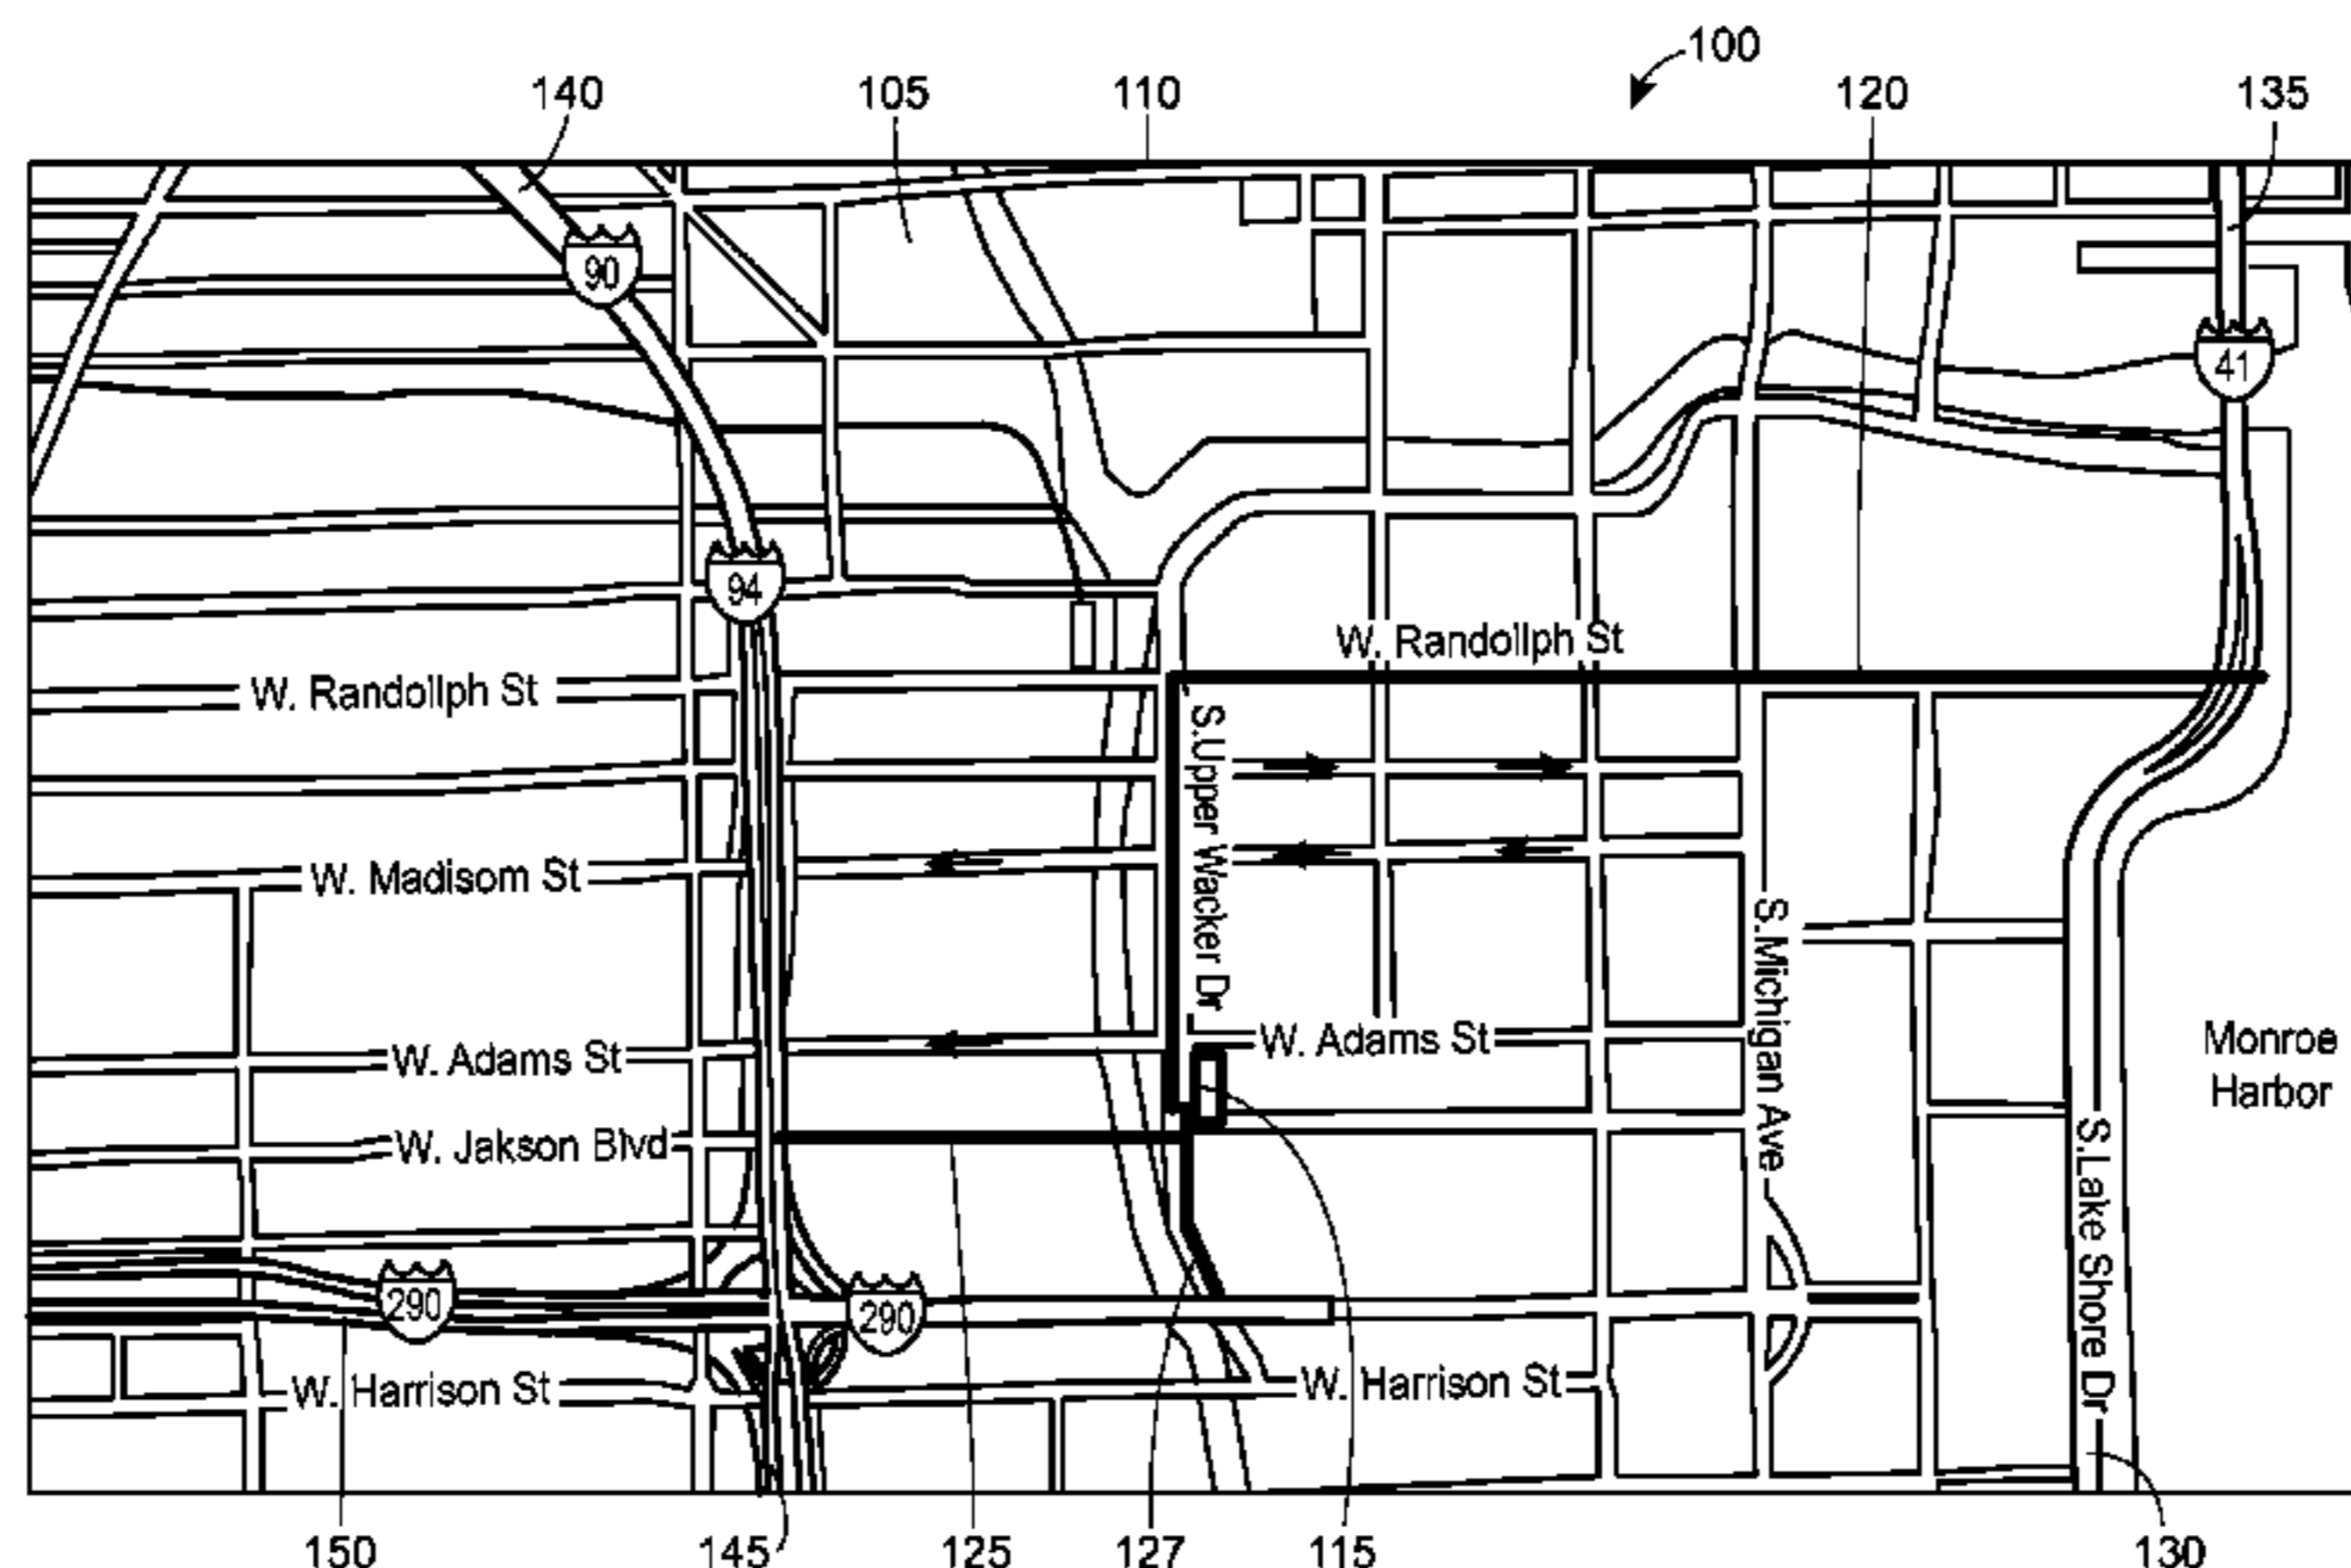 100
140
105
110
120
135
90
41
94
W. Randollph St
W. Randollph St
S.Upper Wacker Dr
W. Madisom St
S.Michigan Ave
W. Adams St
W. Adams St
Monroe
Harbor
W. Jakson Blvd
S.Lake Shore Dr
290
290
W. Harrison St
W. Harrison St
150
145
125
127
115
130